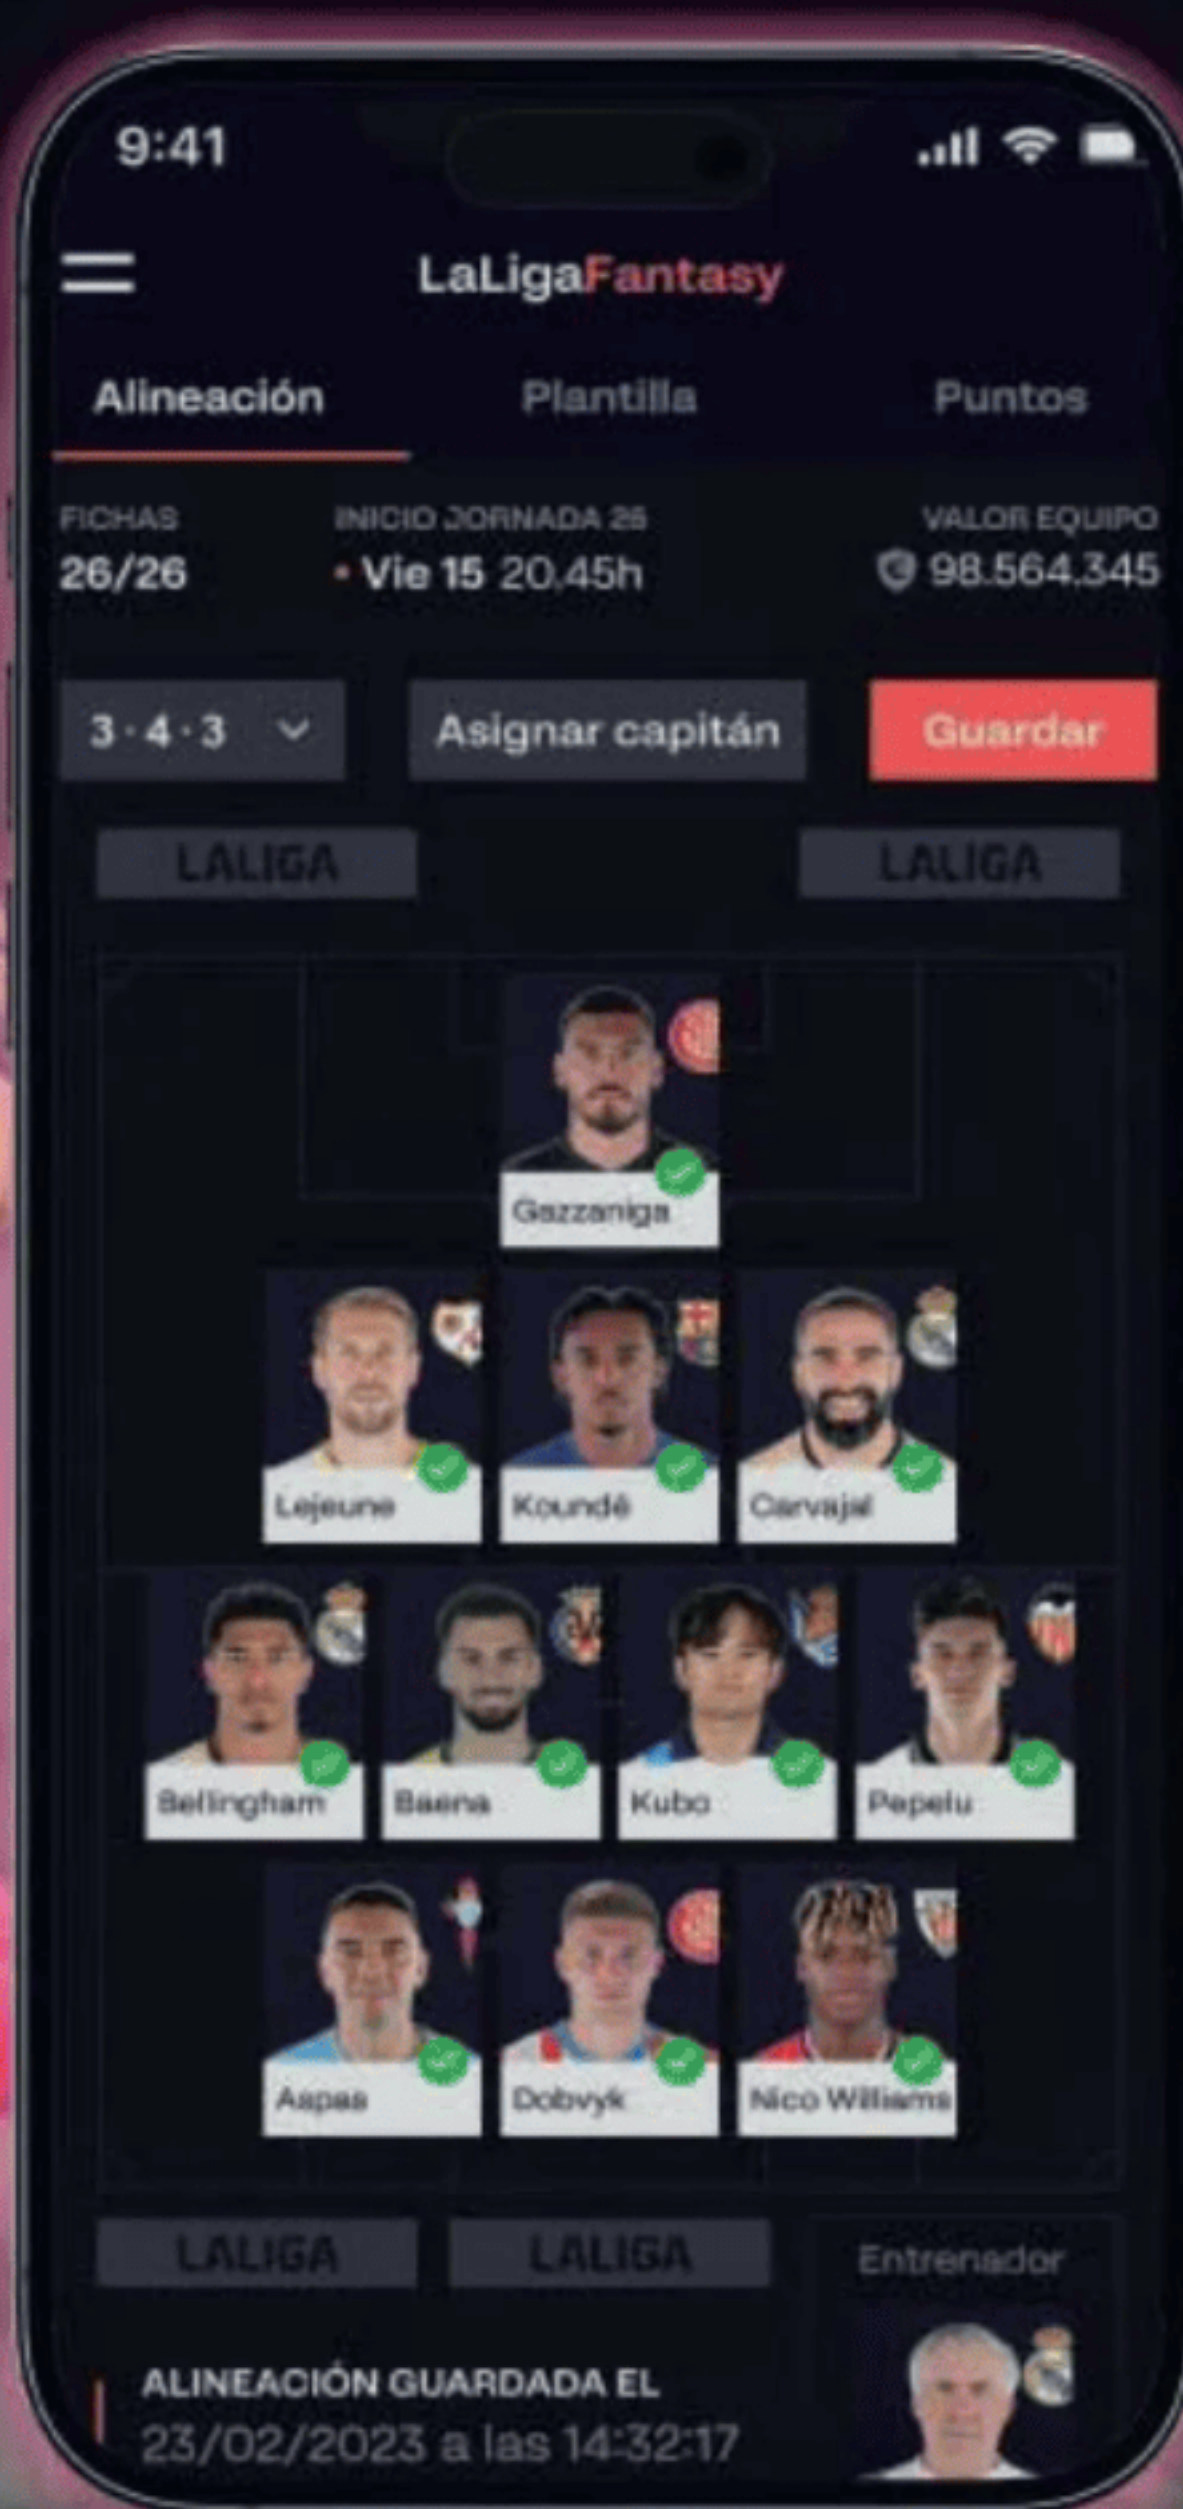 9:41
LaLigaFantasy
Alineación Plantilla Puntos
FICHAS INICIO JORNADA 26 VALOR EQUIPO
26/26 Vie 15 20.45h 98.564.345
3·4·3 Asignar capitán Guardar
LALIGA LALIGA
Gazzaniga
Lejeune Koundé Carvajal
Bellingham Baena Kubo Pepelu
Aspas Dobvyk Nico Williams
LALIGA LALIGA Entrenador
ALINEACIÓN GUARDADA EL
23/02/2023 a las 14:32:17